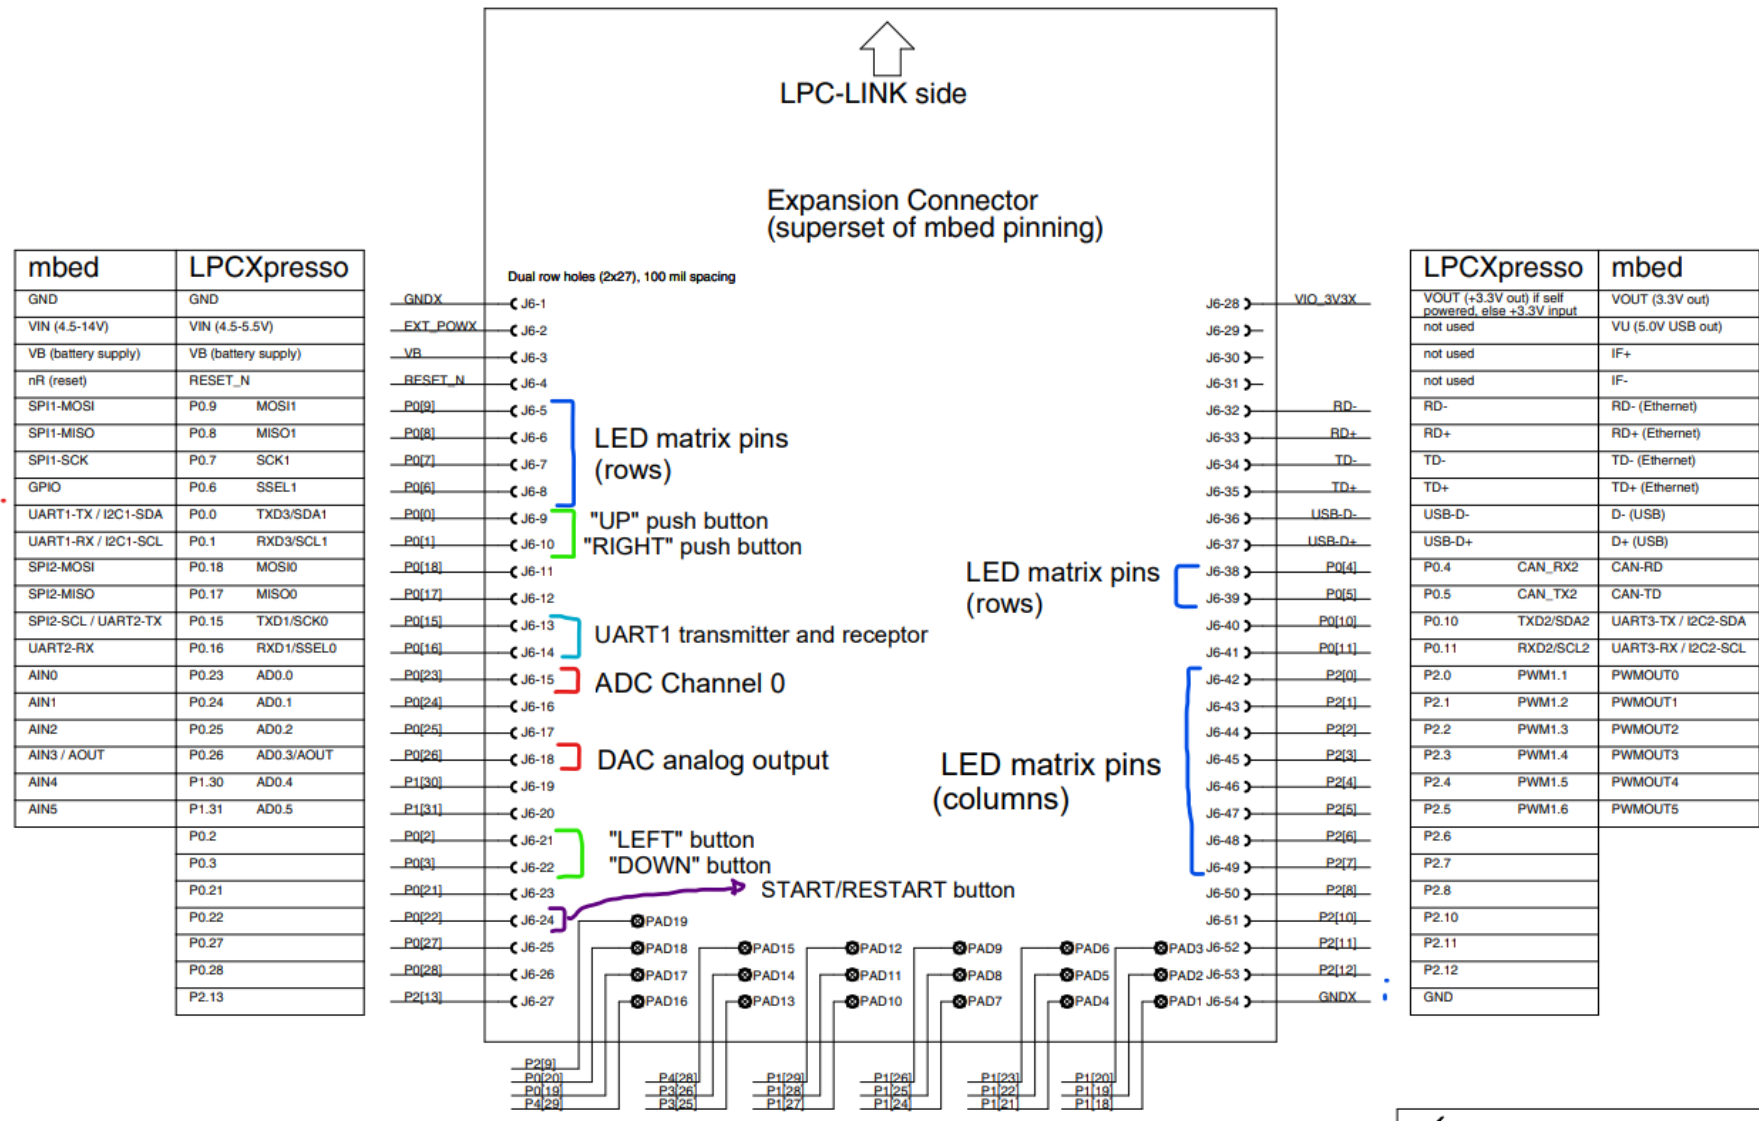 LPC-LINK side
Expansion Connector
(superset of mbed pinning)
Dual row holes (2x27), 100 mil spacing
mbed LPCXpresso
GND GND
VIN (4.5-14V) VIN (4.5-5.5V)
VB (battery supply) VB (battery supply)
nR (reset) RESET_N
SPI1-MOSI P0.9 MOSI1
SPI1-MISO P0.8 MISO1
SPI1-SCK P0.7 SCK1
GPIO P0.6 SSEL1
UART1-TX / I2C1-SDA P0.0 TXD3/SDA1
UART1-RX / I2C1-SCL P0.1 RXD3/SCL1
SPI2-MOSI P0.18 MOSI0
SPI2-MISO P0.17 MISO0
SPI2-SCL / UART2-TX P0.15 TXD1/SCK0
UART2-RX P0.16 RXD1/SSEL0
AIN0 P0.23 AD0.0
AIN1 P0.24 AD0.1
AIN2 P0.25 AD0.2
AIN3 / AOUT P0.26 AD0.3/AOUT
AIN4 P1.30 AD0.4
AIN5 P1.31 AD0.5
P0.2
P0.3
P0.21
P0.22
P0.27
P0.28
P2.13
GNDX J6-1
EXT_POWX J6-2
VB J6-3
RESET_N J6-4
P0[9] J6-5
P0[8] J6-6
P0[7] J6-7
P0[6] J6-8
P0[0] J6-9
P0[1] J6-10
P0[18] J6-11
P0[17] J6-12
P0[15] J6-13
P0[16] J6-14
P0[23] J6-15
P0[24] J6-16
P0[25] J6-17
P0[26] J6-18
P1[30] J6-19
P1[31] J6-20
P0[2] J6-21
P0[3] J6-22
P0[21] J6-23
P0[22] J6-24
P0[27] J6-25
P0[28] J6-26
P2[13] J6-27
LED matrix pins
(rows)
"UP" push button
"RIGHT" push button
UART1 transmitter and receptor
ADC Channel 0
DAC analog output
"LEFT" button
"DOWN" button
START/RESTART button
LED matrix pins
(rows)
LED matrix pins
(columns)
J6-28 VIO_3V3X
J6-29
J6-30
J6-31
J6-32 RD-
J6-33 RD+
J6-34 TD-
J6-35 TD+
J6-36 USB-D-
J6-37 USB-D+
J6-38 P0[4]
J6-39 P0[5]
J6-40 P0[10]
J6-41 P0[11]
J6-42 P2[0]
J6-43 P2[1]
J6-44 P2[2]
J6-45 P2[3]
J6-46 P2[4]
J6-47 P2[5]
J6-48 P2[6]
J6-49 P2[7]
J6-50 P2[8]
J6-51 P2[10]
J6-52 P2[11]
J6-53 P2[12]
J6-54 GNDX
LPCXpresso mbed
VOUT (+3.3V out) if self VOUT (3.3V out)
powered, else +3.3V input
not used VU (5.0V USB out)
not used IF+
not used IF-
RD- RD- (Ethernet)
RD+ RD+ (Ethernet)
TD- TD- (Ethernet)
TD+ TD+ (Ethernet)
USB-D- D- (USB)
USB-D+ D+ (USB)
P0.4 CAN_RX2 CAN-RD
P0.5 CAN_TX2 CAN-TD
P0.10 TXD2/SDA2 UART3-TX / I2C2-SDA
P0.11 RXD2/SCL2 UART3-RX / I2C2-SCL
P2.0 PWM1.1 PWMOUT0
P2.1 PWM1.2 PWMOUT1
P2.2 PWM1.3 PWMOUT2
P2.3 PWM1.4 PWMOUT3
P2.4 PWM1.5 PWMOUT4
P2.5 PWM1.6 PWMOUT5
P2.6
P2.7
P2.8
P2.10
P2.11
P2.12
GND
PAD19
PAD18 PAD15 PAD12 PAD9 PAD6 PAD3
PAD17 PAD14 PAD11 PAD8 PAD5 PAD2
PAD16 PAD13 PAD10 PAD7 PAD4 PAD1
P2[9]
P0[20] P4[28] P1[29] P1[26] P1[23] P1[20]
P0[19] P3[26] P1[28] P1[25] P1[22] P1[19]
P4[29] P3[25] P1[27] P1[24] P1[21] P1[18]